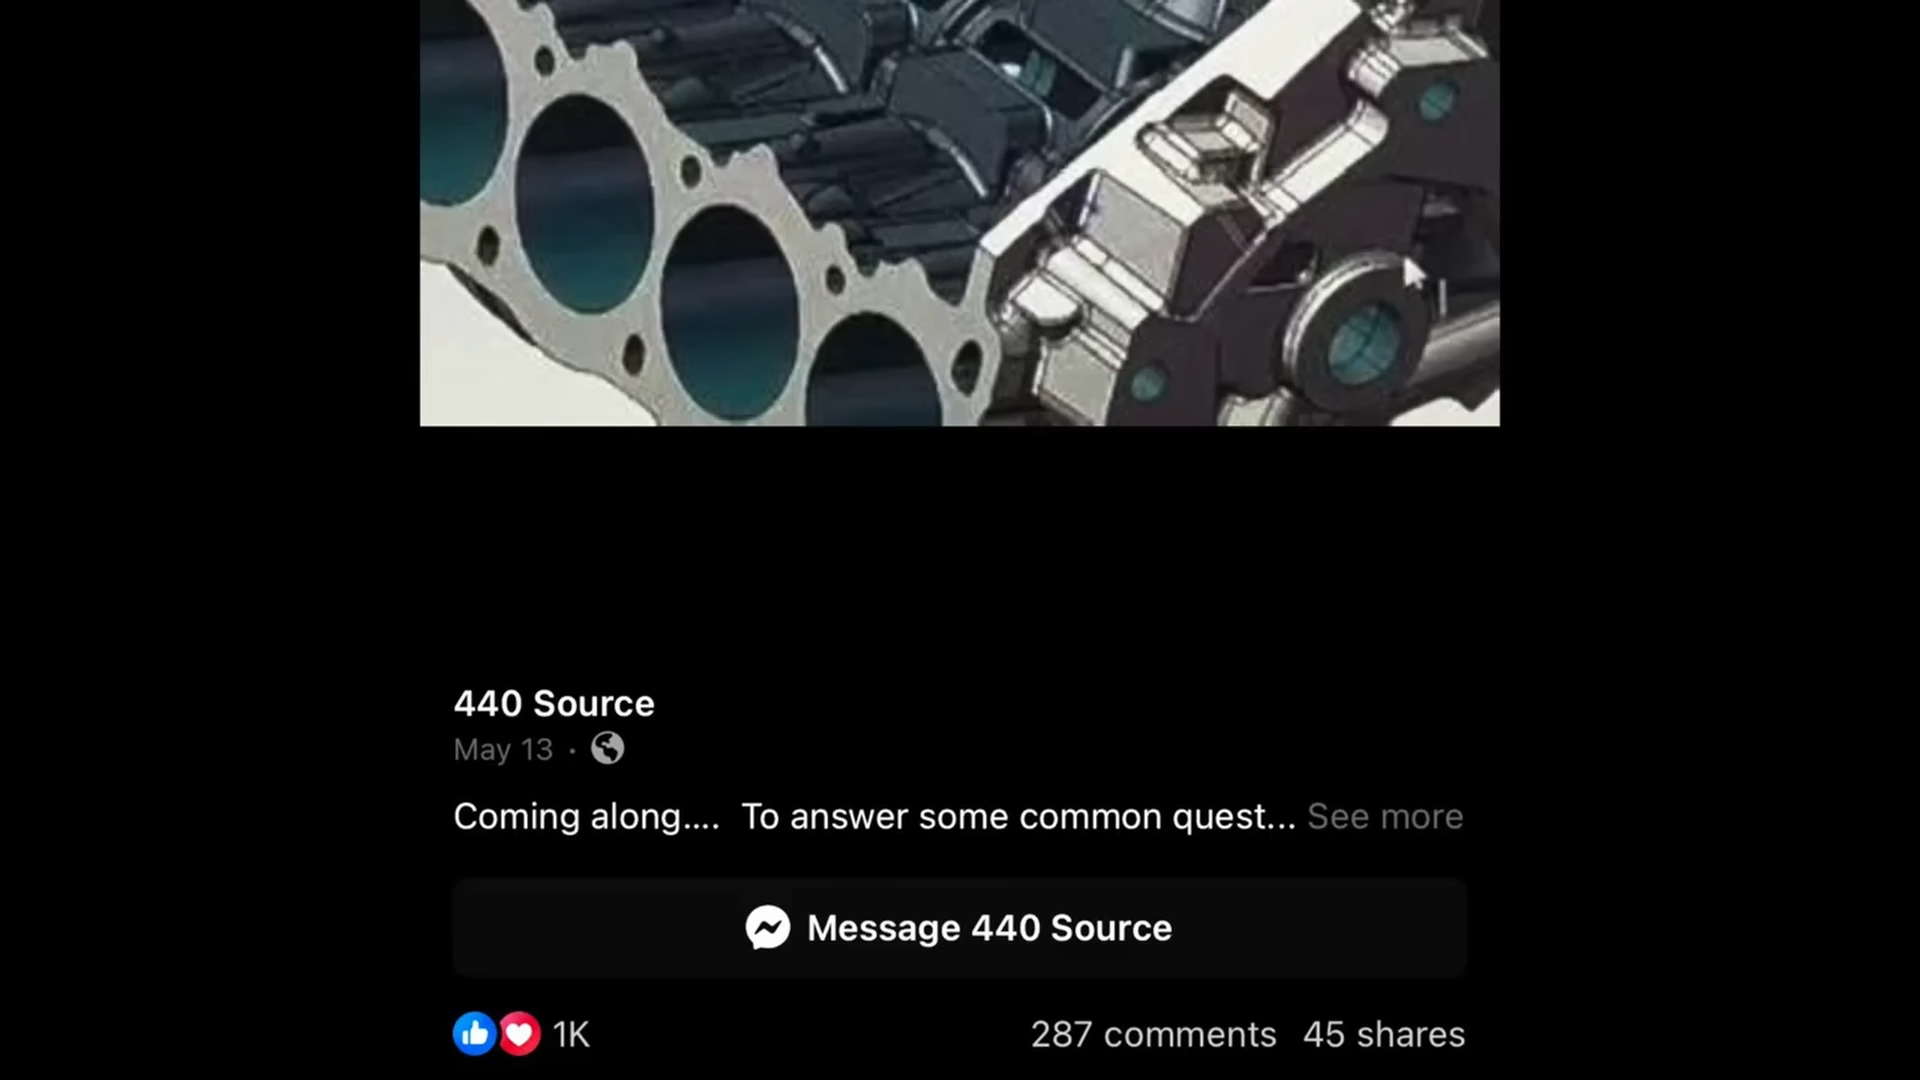 440 Source
May 13 ·
Coming along.... To answer some common quest... See more
Message 440 Source
1K 287 comments 45 shares